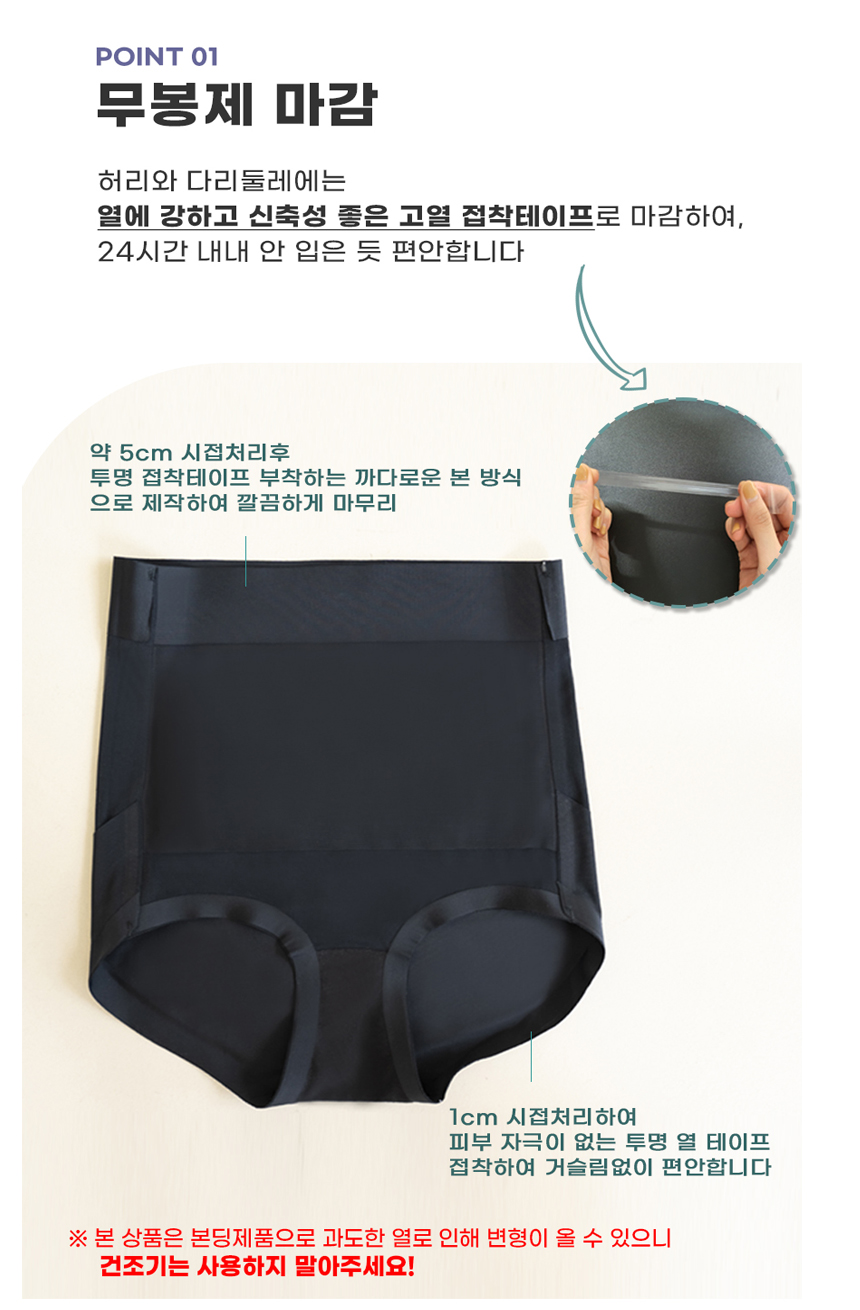 POINT 01
무봉제 마감
허리와 다리둘레에는
열에 강하고 신축성 좋은 고열 접착테이프로 마감하여,
24시간 내내 안 입은 듯 편안합니다
약 5cm 시접처리후
투명 접착테이프 부착하는 까다로운 본 방식
으로 제작하여 깔끔하게 마무리
1cm 시접처리하여
피부 자극이 없는 투명 열 테이프
접착하여 거슬림없이 편안합니다
※ 본 상품은 본딩제품으로 과도한 열로 인해 변형이 올 수 있으니
건조기는 사용하지 말아주세요!